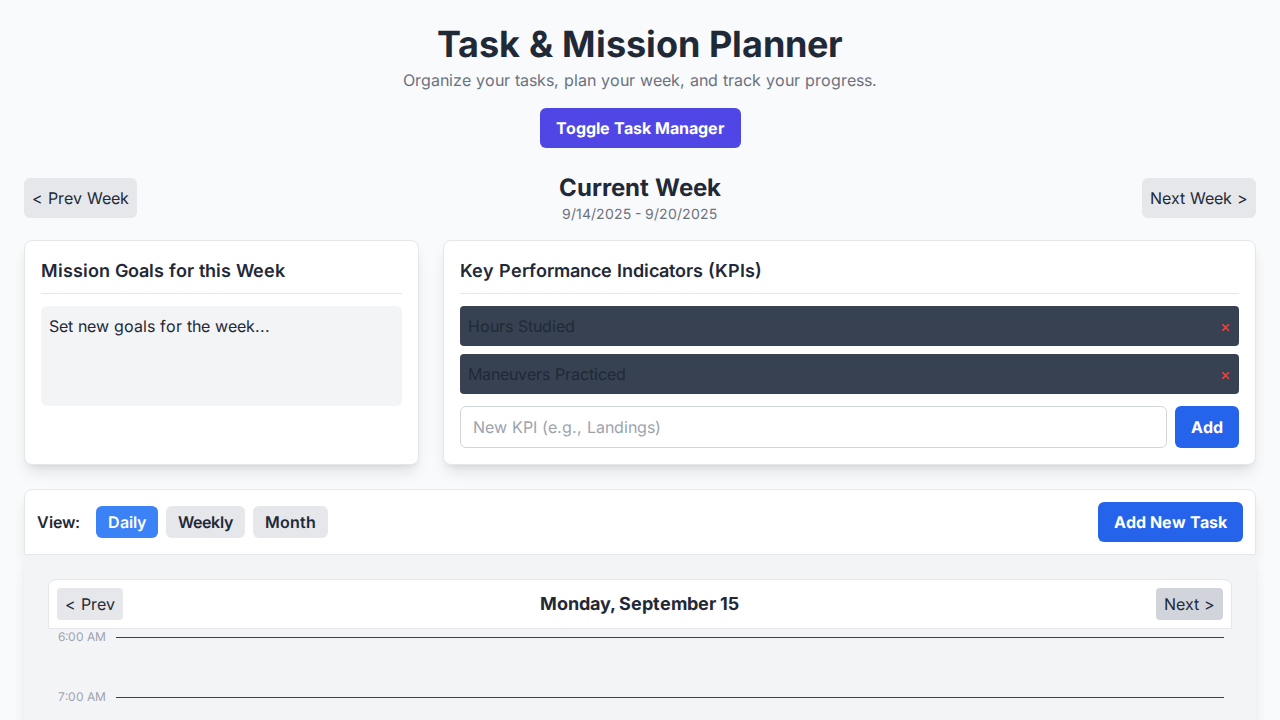 Task & Mission Planner
Organize your tasks, plan your week, and track your progress.
Toggle Task Manager
< Prev Week
Current Week
9/14/2025 - 9/20/2025
Next Week >
Mission Goals for this Week
Set new goals for the week...
Key Performance Indicators (KPIs)
Hours Studied ×
Maneuvers Practiced ×
New KPI (e.g., Landings)
Add
View: Daily Weekly Month
Add New Task
< Prev
Monday, September 15
Next >
6:00 AM
7:00 AM